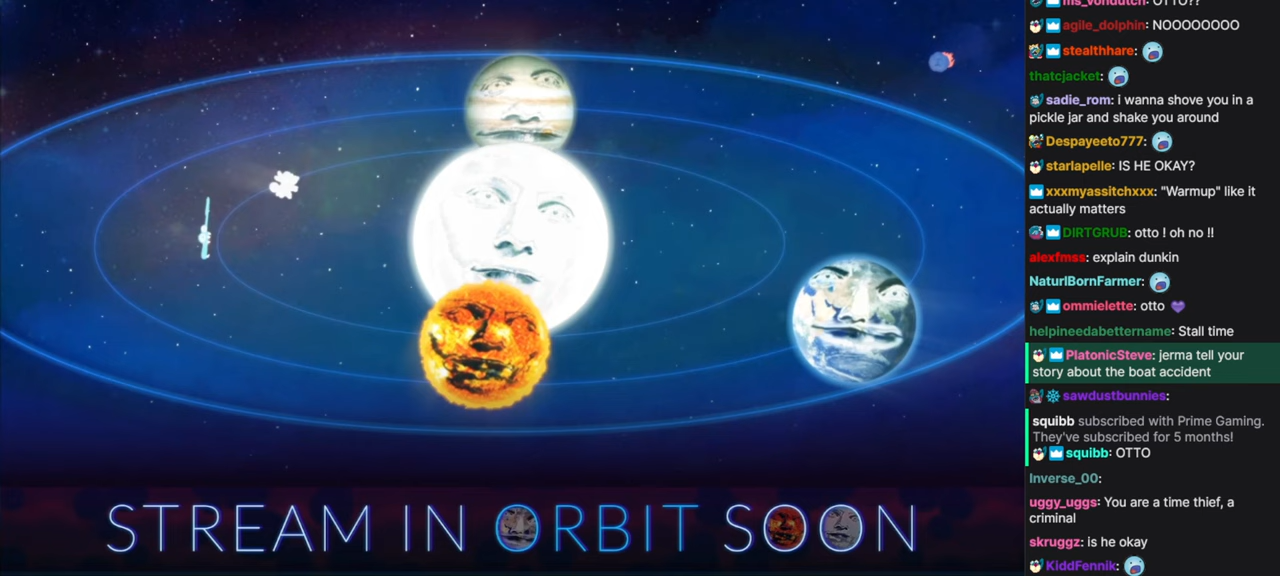 ms_vondutch: OTTO??
agile_dolphin: NOOOOOOOO
stealthhare:
thatcjacket:
sadie_rom: i wanna shove you in a
pickle jar and shake you around
Despayeeto777:
starlapelle: IS HE OKAY?
xxxmyassitchxxx: "Warmup" like it
actually matters
DIRTGRUB: otto ! oh no !!
alexfmss: explain dunkin
NaturlBornFarmer:
ommielette: otto 💜
helpineedabettername: Stall time
PlatonicSteve: jerma tell your
story about the boat accident
sawdustbunnies:
squibb subscribed with Prime Gaming.
They've subscribed for 5 months!
squibb: OTTO
Inverse_00:
uggy_uggs: You are a time thief, a
criminal
skruggz: is he okay
KiddFennik:
STREAM IN ORBIT SOON